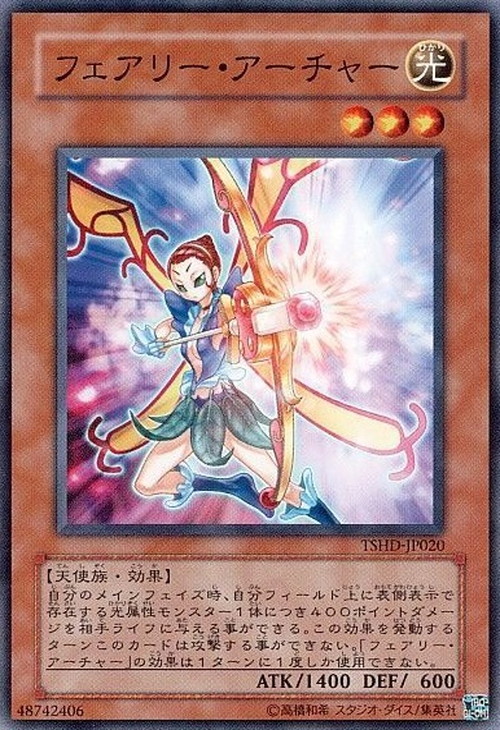 フェアリー・アーチャー
ひかり
光
TSHD-JP020
【天使族・効果】
自分のメインフェイズ時、自分フィールド上に表側表示で
存在する光属性モンスター1体につき400ポイントダメー
ジを相手ライフに与える事ができる。この効果を発動する
ターンこのカードは攻撃する事ができない。「フェアリー・
アーチャー」の効果は1ターンに1度しか使用できない。
ATK/1400 DEF/ 600
48742406
©高橋和希 スタジオ・ダイス/集英社